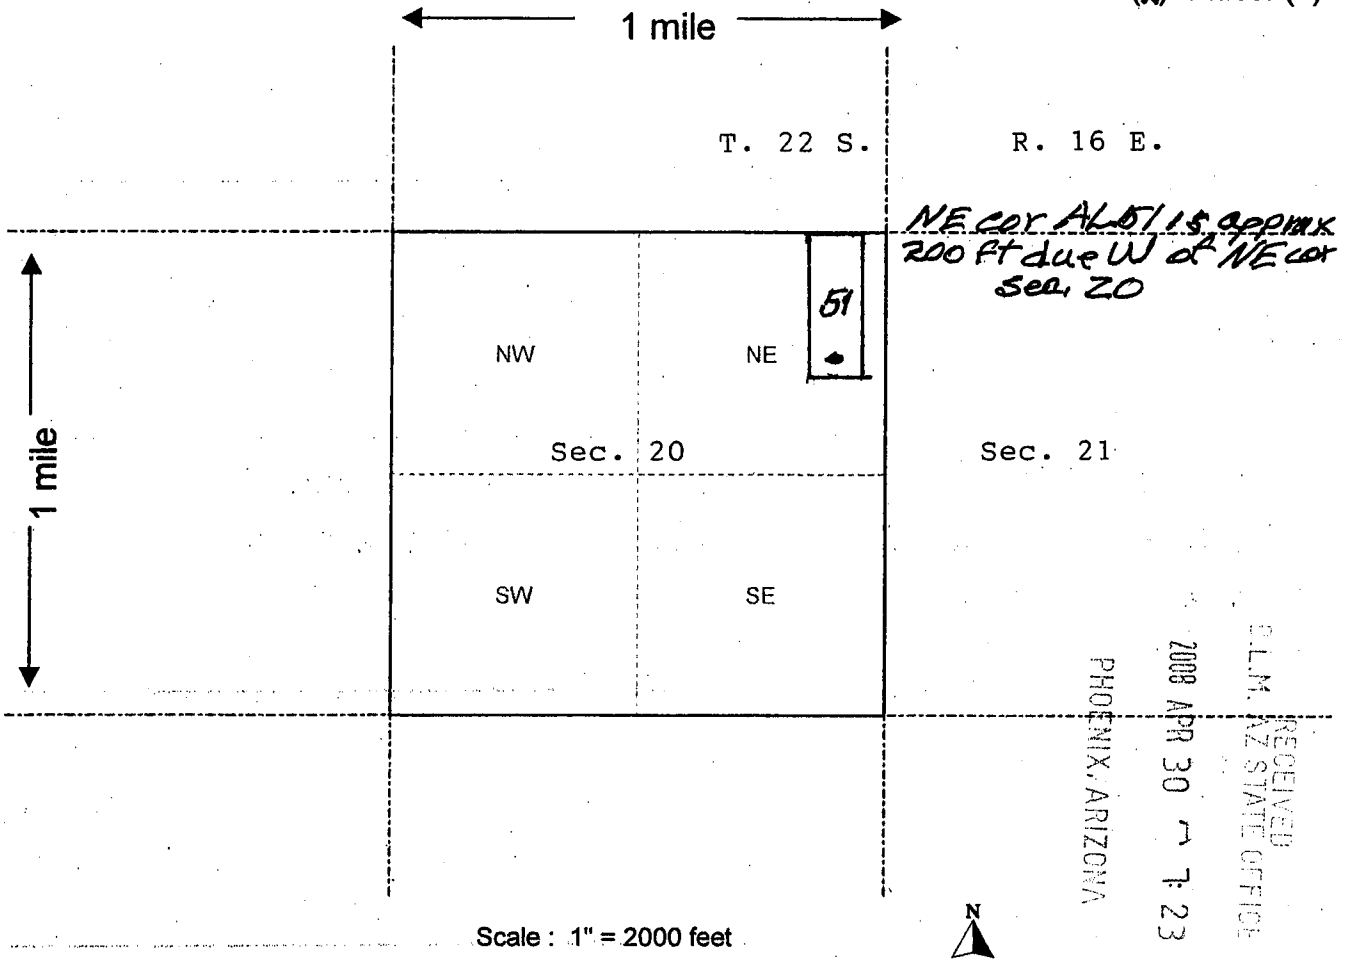 1 mile
T. 22 S. R. 16 E.
NE cor AL51 is approx
200 ft due W of NE cor
Sec. 20
51
NW NE
1 mile
Sec. 20 Sec. 21
SW SE
RECEIVED
B.L.M. AZ STATE OFFICE
2008 APR 30 A 7:23
PHOENIX, ARIZONA
N
Scale : 1" = 2000 feet